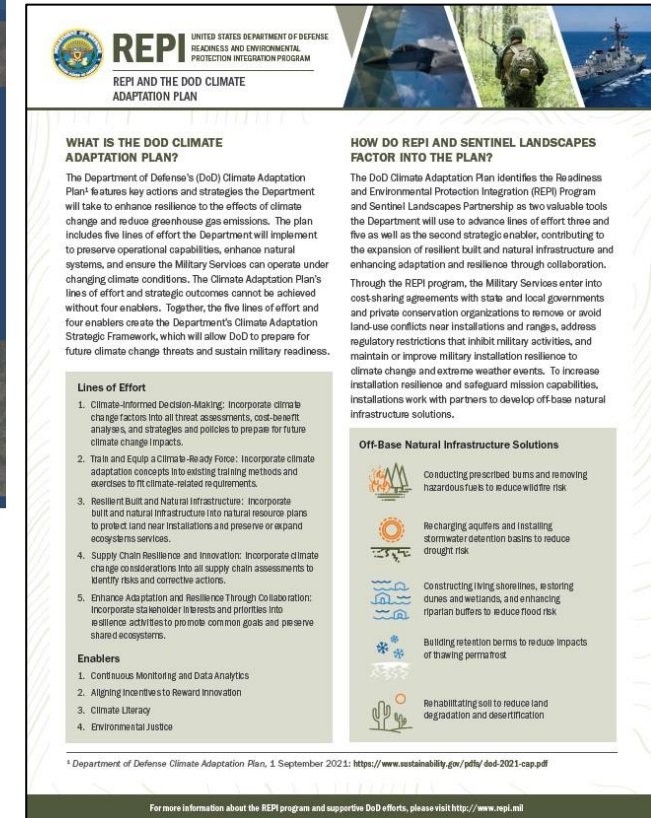 REPI
UNITED STATES DEPARTMENT OF DEFENSE
READINESS AND ENVIRONMENTAL
PROTECTION INTEGRATION PROGRAM
REPI AND THE DOD CLIMATE
ADAPTATION PLAN
WHAT IS THE DOD CLIMATE
ADAPTATION PLAN?
The Department of Defense's (DoD) Climate Adaptation
Plan¹ features key actions and strategies the Department
will take to enhance resilience to the effects of climate
change and reduce greenhouse gas emissions. The plan
includes five lines of effort the Department will implement
to preserve operational capabilities, enhance natural
systems, and ensure the Military Services can operate under
changing climate conditions. The Climate Adaptation Plan's
lines of effort and strategic outcomes cannot be achieved
without four enablers. Together, the five lines of effort and
four enablers create the Department's Climate Adaptation
Strategic Framework, which will allow DoD to prepare for
future climate change threats and sustain military readiness.
Lines of Effort
1. Climate-Informed Decision-Making: Incorporate climate
change factors into all threat assessments, cost-benefit
analyses, and strategies and policies to prepare for future
climate change impacts.
2. Train and Equip a Climate-Ready Force: Incorporate climate
adaptation concepts into existing training methods and
exercises to fit climate-related requirements.
3. Resilient Built and Natural Infrastructure: Incorporate
built and natural infrastructure into natural resource plans
to protect land near installations and preserve or expand
ecosystems services.
4. Supply Chain Resilience and Innovation: Incorporate climate
change considerations into all supply chain assessments to
identify risks and corrective actions.
5. Enhance Adaptation and Resilience Through Collaboration:
Incorporate stakeholder interests and priorities into
resilience activities to promote common goals and preserve
shared ecosystems.
Enablers
1. Continuous Monitoring and Data Analytics
2. Aligning Incentives to Reward Innovation
3. Climate Literacy
4. Environmental Justice
HOW DO REPI AND SENTINEL LANDSCAPES
FACTOR INTO THE PLAN?
The DoD Climate Adaptation Plan identifies the Readiness
and Environmental Protection Integration (REPI) Program
and Sentinel Landscapes Partnership as two valuable tools
the Department will use to advance lines of effort three and
five as well as the second strategic enabler, contributing to
the expansion of resilient built and natural infrastructure and
enhancing adaptation and resilience through collaboration.
Through the REPI program, the Military Services enter into
cost-sharing agreements with state and local governments
and private conservation organizations to remove or avoid
land-use conflicts near installations and ranges, address
regulatory restrictions that inhibit military activities, and
maintain or improve military installation resilience to
climate change and extreme weather events. To increase
installation resilience and safeguard mission capabilities,
installations work with partners to develop off-base natural
infrastructure solutions.
Off-Base Natural Infrastructure Solutions
Conducting prescribed burns and removing
hazardous fuels to reduce wildfire risk
Recharging aquifers and installing
stormwater detention basins to reduce
drought risk
Constructing living shorelines, restoring
dunes and wetlands, and enhancing
riparian buffers to reduce flood risk
Building retention berms to reduce impacts
of thawing permafrost
Rehabilitating soil to reduce land
degradation and desertification
¹ Department of Defense Climate Adaptation Plan, 1 September 2021: https://www.sustainability.gov/pdfs/dod-2021-cap.pdf
For more information about the REPI program and supportive DoD efforts, please visit http://www.repi.mil